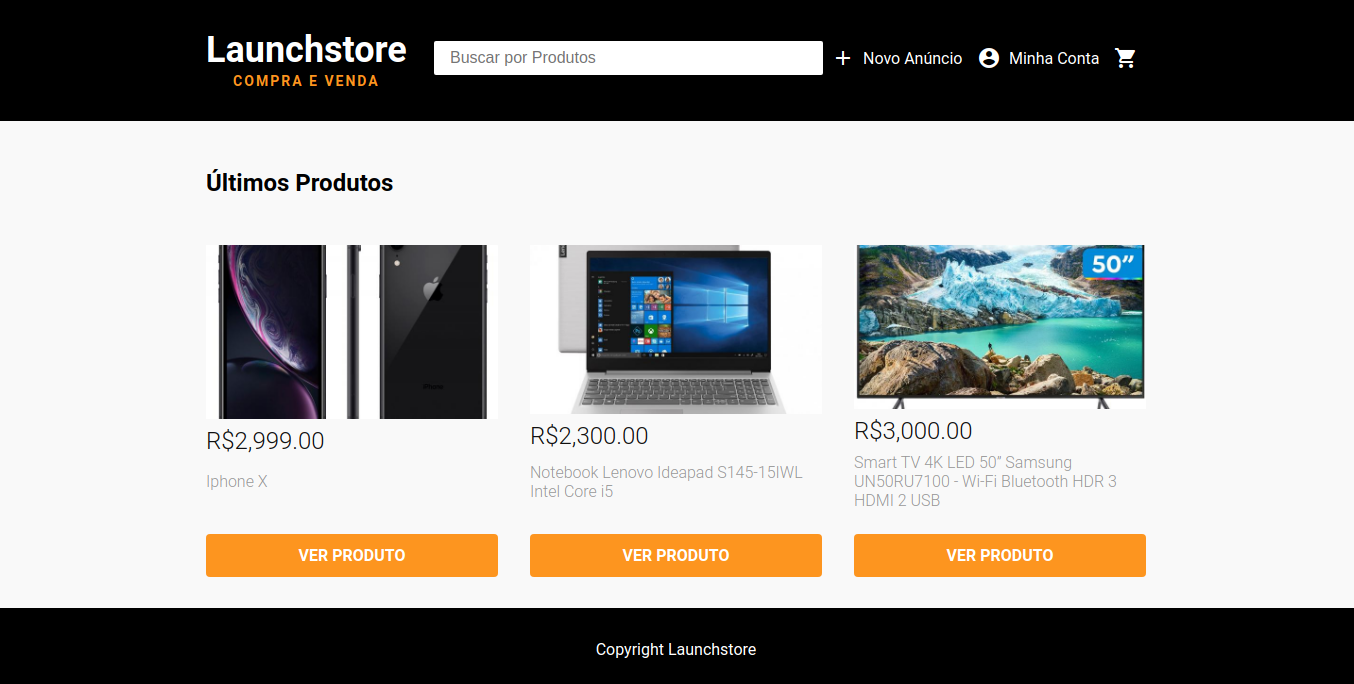 Launchstore
COMPRA E VENDA
Buscar por Produtos
Novo Anúncio
Minha Conta
Últimos Produtos
50”
R$2,999.00
Iphone X
VER PRODUTO
R$2,300.00
Notebook Lenovo Ideapad S145-15IWL
Intel Core i5
VER PRODUTO
R$3,000.00
Smart TV 4K LED 50” Samsung
UN50RU7100 - Wi-Fi Bluetooth HDR 3
HDMI 2 USB
VER PRODUTO
Copyright Launchstore